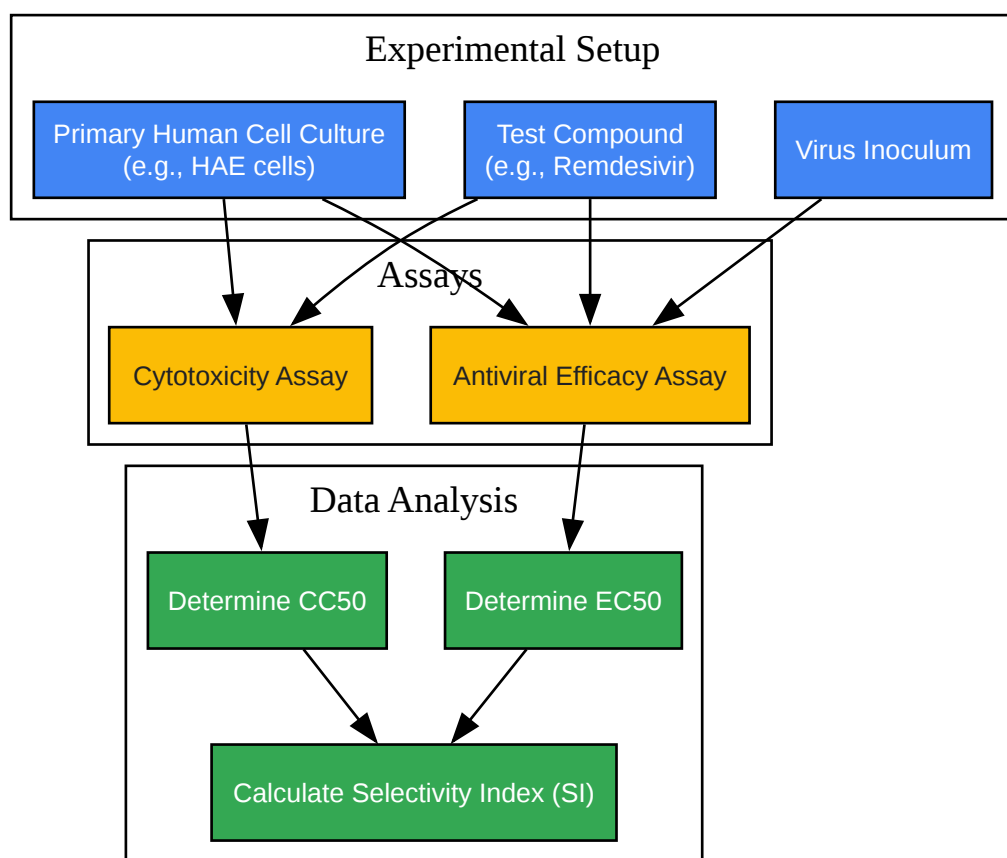 Experimental Setup
Primary Human Cell Culture
(e.g., HAE cells)
Test Compound
(e.g., Remdesivir)
Virus Inoculum
Assays
Cytotoxicity Assay
Antiviral Efficacy Assay
Data Analysis
Determine CC50
Determine EC50
Calculate Selectivity Index (SI)